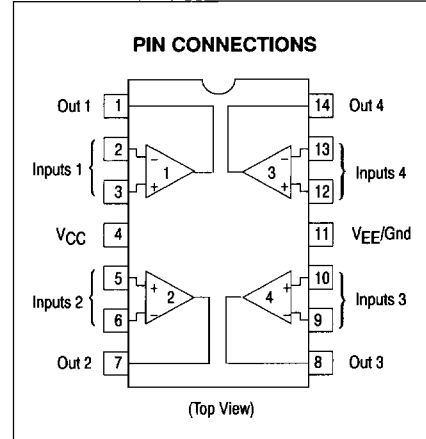 PIN CONNECTIONS
Out 1 1 14 Out 4
2 − − 13
Inputs 1 1 3 Inputs 4
3 + + 12
VCC 4 11 VEE/Gnd
5 + + 10
Inputs 2 2 4 Inputs 3
6 − − 9
Out 2 7 8 Out 3
(Top View)